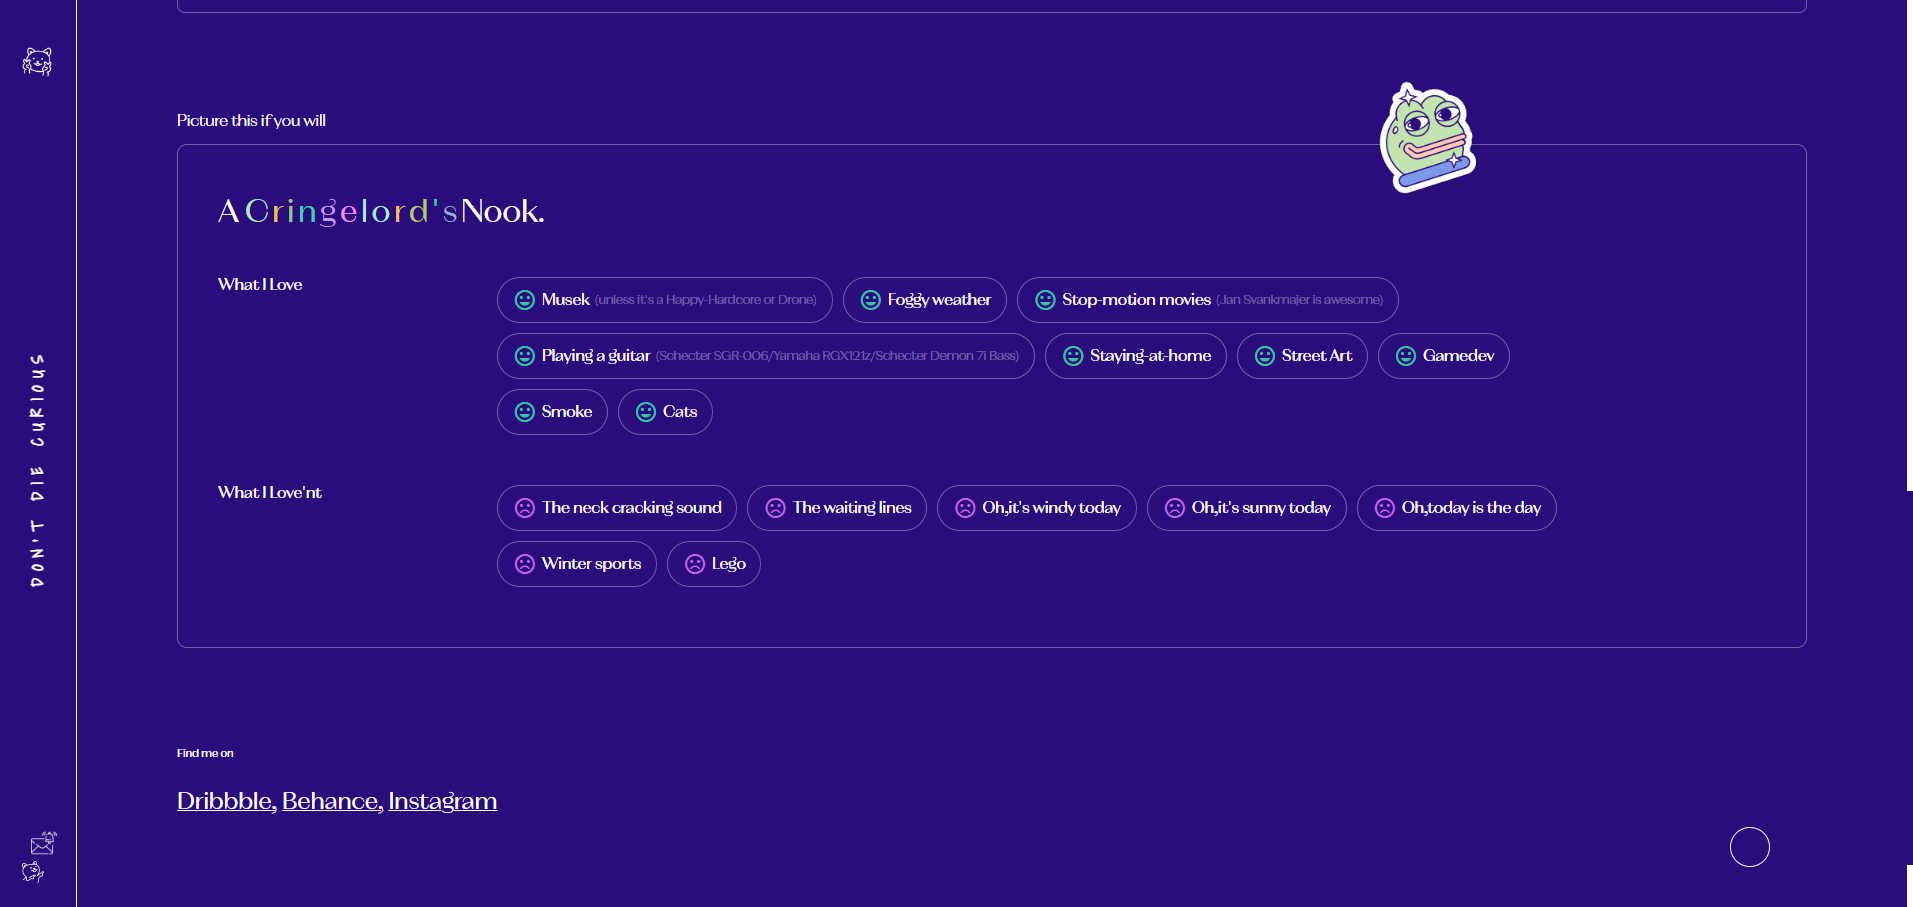 Picture this if you will
A Cringelord's Nook.
What I Love
Musek (unless it's a Happy-Hardcore or Drone)
Foggy weather
Stop-motion movies (Jan Svankmajer is awesome)
Playing a guitar (Schecter SGR-006/Yamaha RGX121z/Schecter Demon 7i Bass)
Staying-at-home
Street Art
Gamedev
Smoke
Cats
What I Love'nt
The neck cracking sound
The waiting lines
Oh,it's windy today
Oh,it's sunny today
Oh,today is the day
Winter sports
Lego
Find me on
Dribbble, Behance, Instagram
DON'T DIE CURIOUS